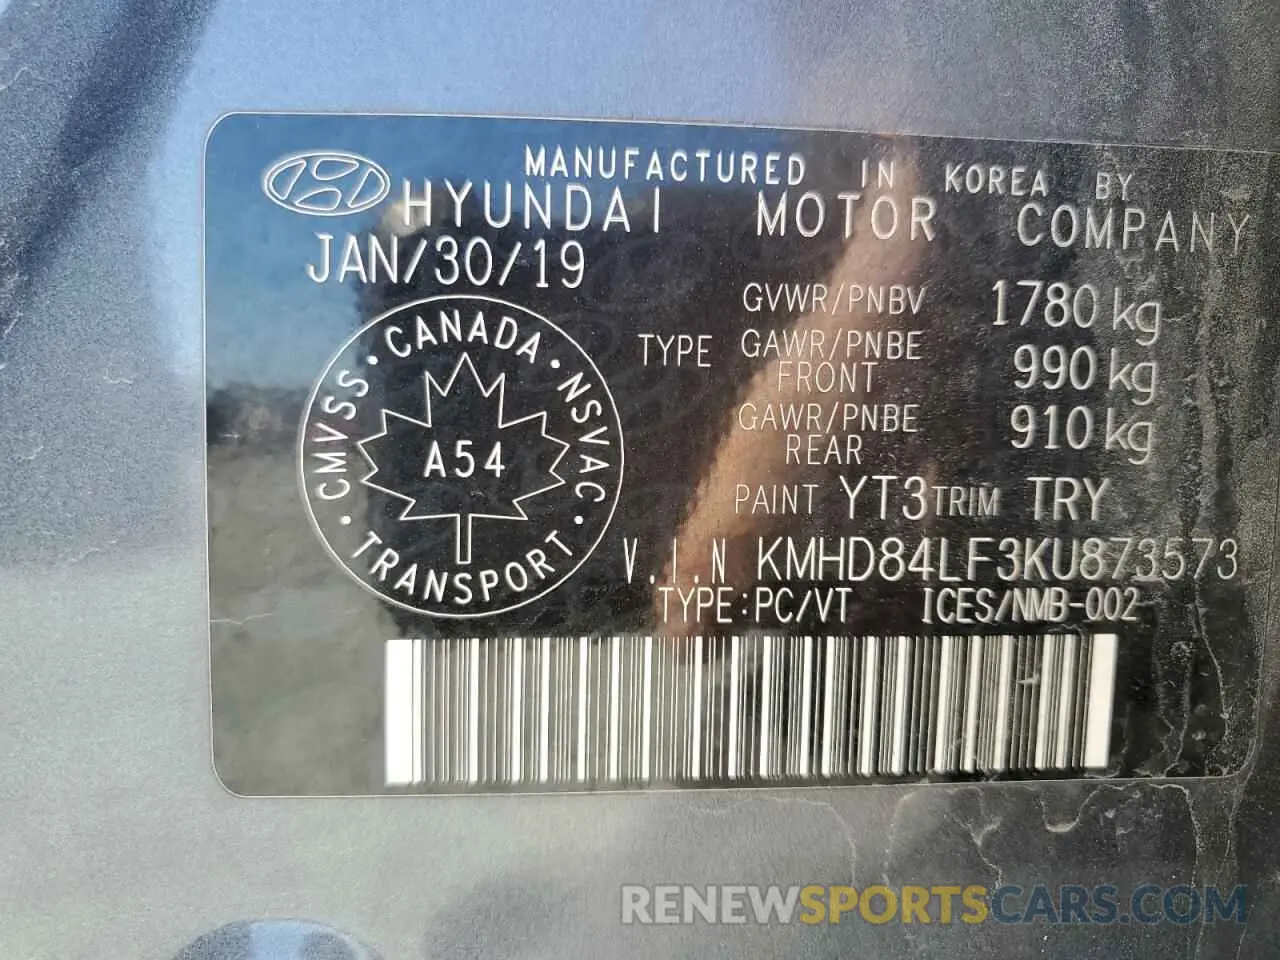 MANUFACTURED IN KOREA BY
HYUNDAI MOTOR COMPANY
JAN/30/19
GVWR/PNBV 1780 kg
TYPE GAWR/PNBE FRONT 990 kg
GAWR/PNBE REAR 910 kg
CMVSS · CANADA · NSVAC · TRANSPORT ·
A54
PAINT YT3 TRIM TRY
V.I.N KMHD84LF3KU873573
TYPE:PC/VT ICES/NMB-002
RENEWSPORTSCARS.COM